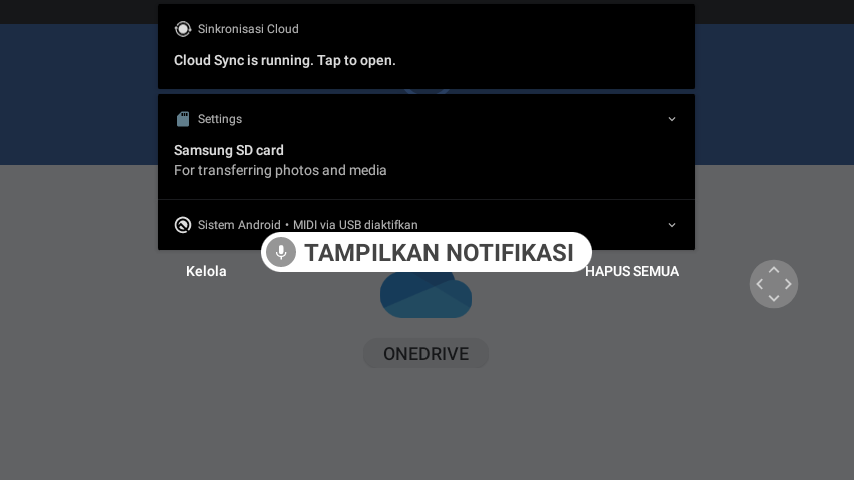 Sinkronisasi Cloud
Cloud Sync is running. Tap to open.
Settings
Samsung SD card
For transferring photos and media
Sistem Android • MIDI via USB diaktifkan
TAMPILKAN NOTIFIKASI
Kelola
HAPUS SEMUA
ONEDRIVE